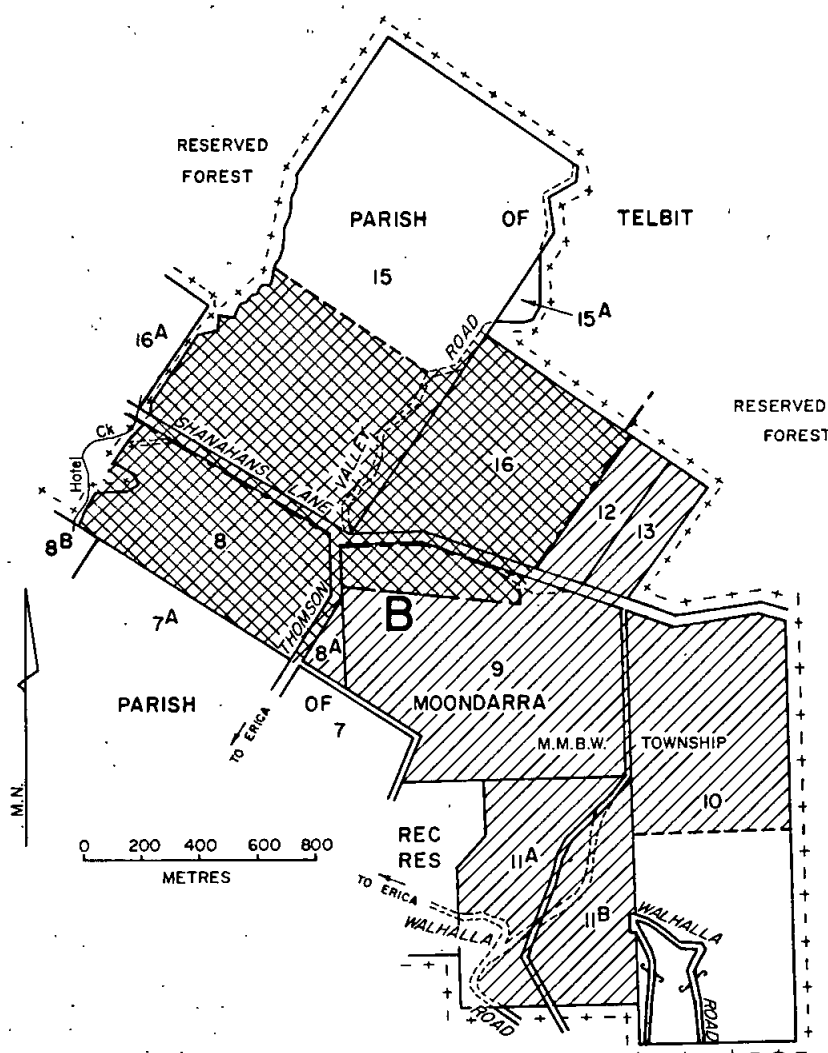 RESERVED
FOREST
PARISH OF TELBIT
15
15A
16A
ROAD
RESERVED
FOREST
SHANAHANS LANE
VALLEY
16
Hotel Ck
8B
8
12
13
THOMSON
7A
8A
B
9
PARISH OF MOONDARRA
7
TO ERICA
M.M.B.W. TOWNSHIP
10
M.N.
0 200 400 600 800
METRES
REC
RES
11A
TO ERICA
WALHALLA
ROAD
11B
WALHALLA
ROAD